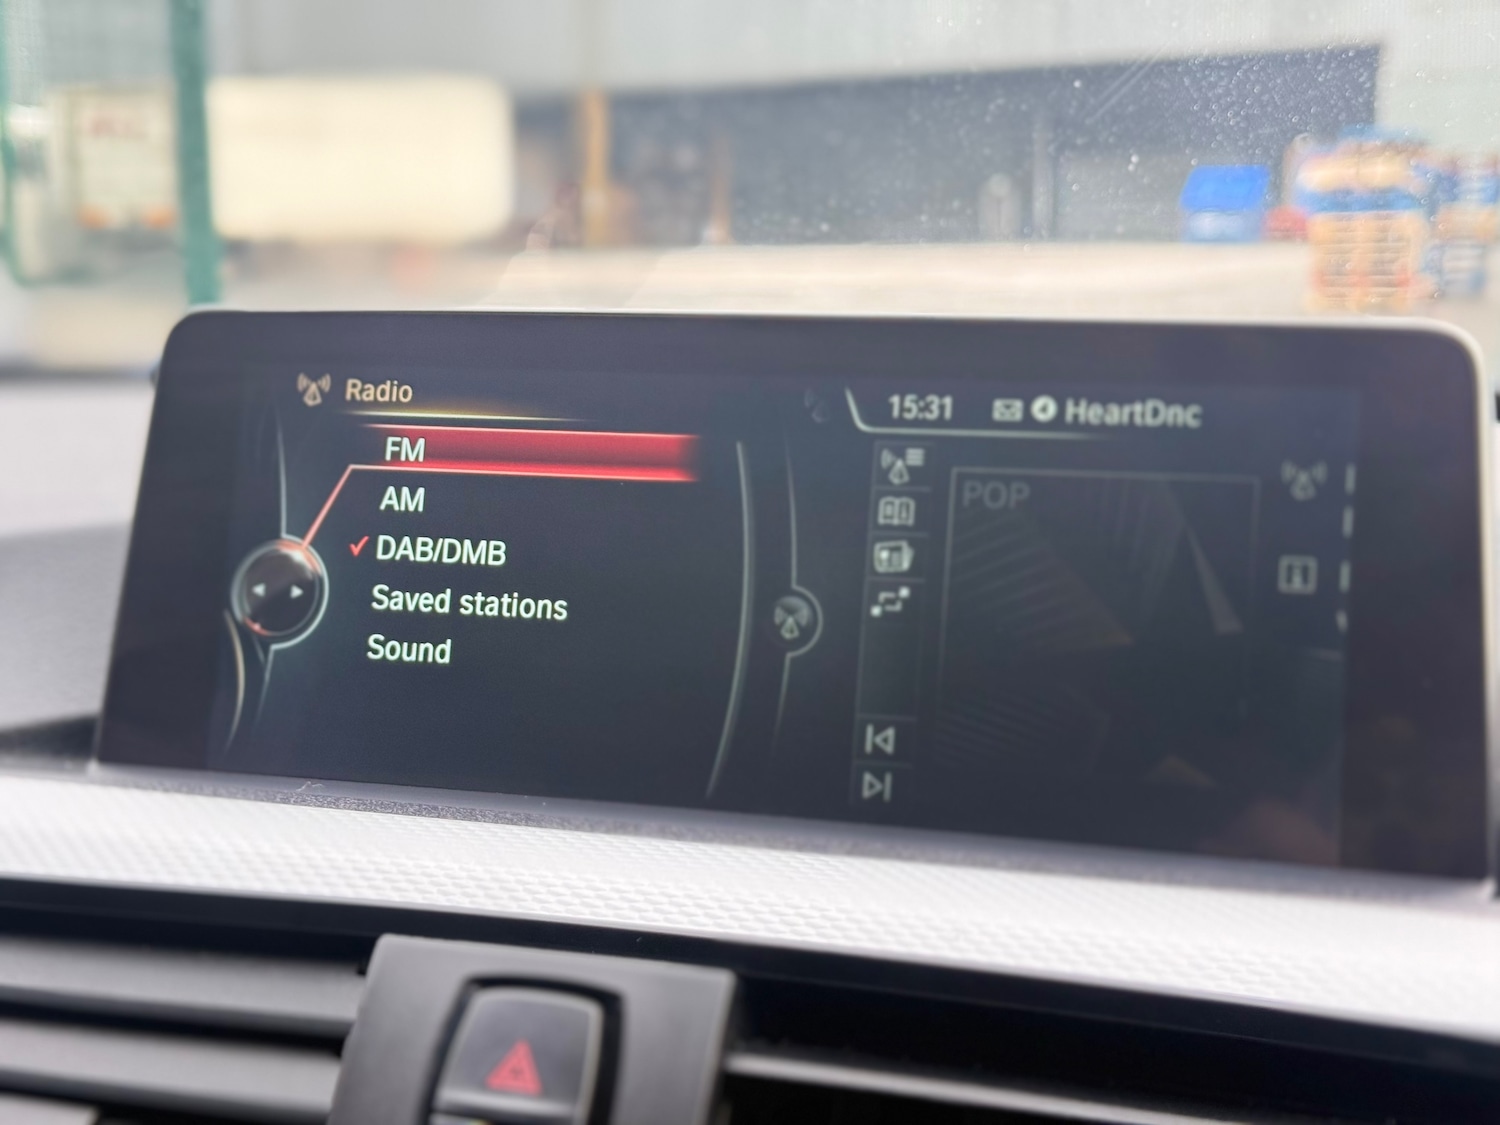 Radio
FM
AM
✓ DAB/DMB
Saved stations
Sound
15:31 HeartDnc
POP